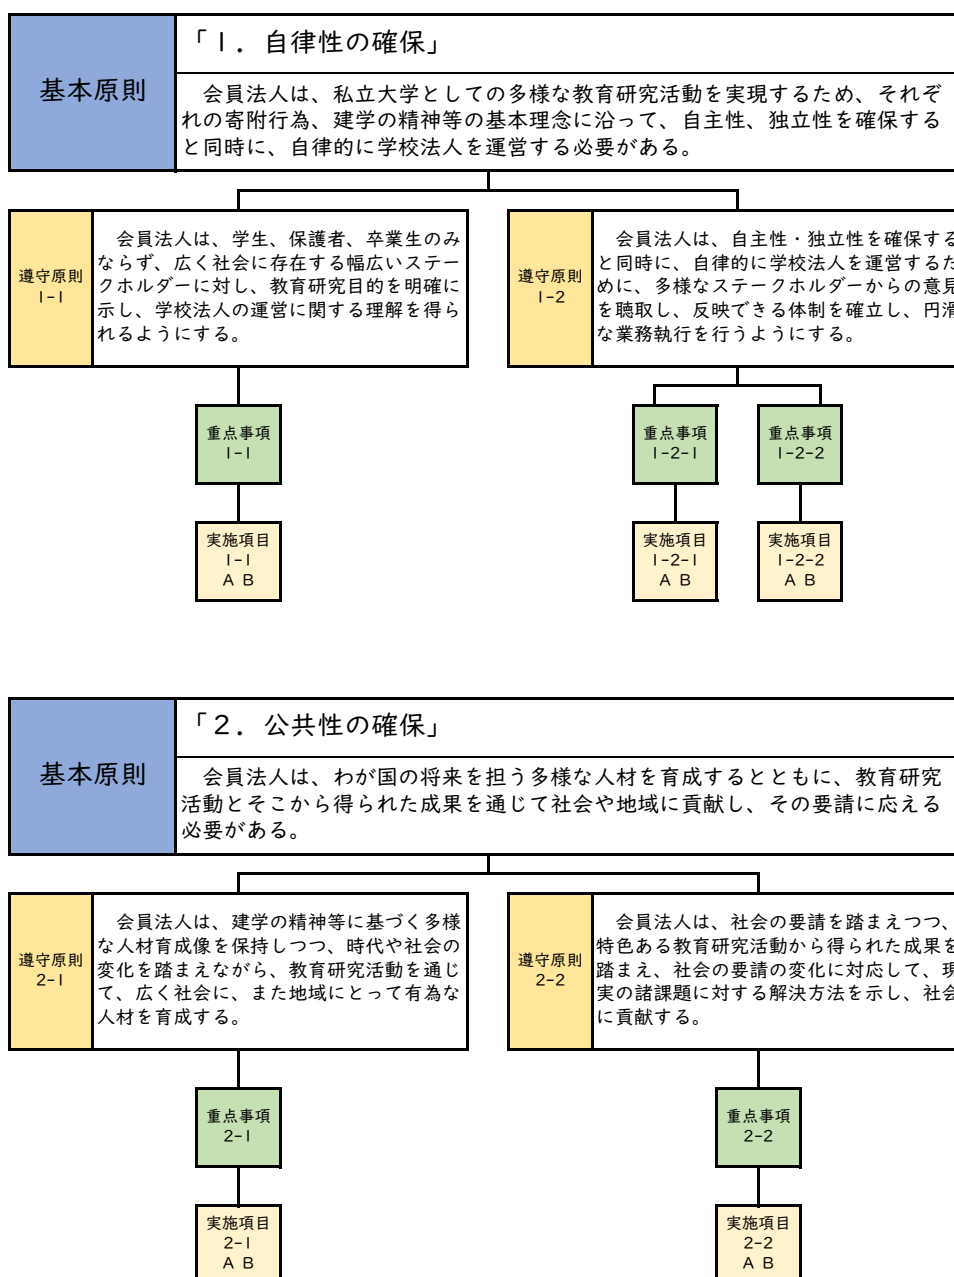 基本原則
「1．自律性の確保」
会員法人は、私立大学としての多様な教育研究活動を実現するため、それぞ
れの寄附行為、建学の精神等の基本理念に沿って、自主性、独立性を確保する
と同時に、自律的に学校法人を運営する必要がある。
遵守原則
1-1
会員法人は、学生、保護者、卒業生のみ
ならず、広く社会に存在する幅広いステー
クホルダーに対し、教育研究目的を明確に
示し、学校法人の運営に関する理解を得ら
れるようにする。
遵守原則
1-2
会員法人は、自主性・独立性を確保する
と同時に、自律的に学校法人を運営するた
めに、多様なステークホルダーからの意見
を聴取し、反映できる体制を確立し、円滑
な業務執行を行うようにする。
重点事項
1-1
重点事項
1-2-1
重点事項
1-2-2
実施項目
1-1
A B
実施項目
1-2-1
A B
実施項目
1-2-2
A B
基本原則
「2．公共性の確保」
会員法人は、わが国の将来を担う多様な人材を育成するとともに、教育研究
活動とそこから得られた成果を通じて社会や地域に貢献し、その要請に応える
必要がある。
遵守原則
2-1
会員法人は、建学の精神等に基づく多様
な人材育成像を保持しつつ、時代や社会の
変化を踏まえながら、教育研究活動を通じ
て、広く社会に、また地域にとって有為な
人材を育成する。
遵守原則
2-2
会員法人は、社会の要請を踏まえつつ、
特色ある教育研究活動から得られた成果を
踏まえ、社会の要請の変化に対応して、現
実の諸課題に対する解決方法を示し、社会
に貢献する。
重点事項
2-1
重点事項
2-2
実施項目
2-1
A B
実施項目
2-2
A B